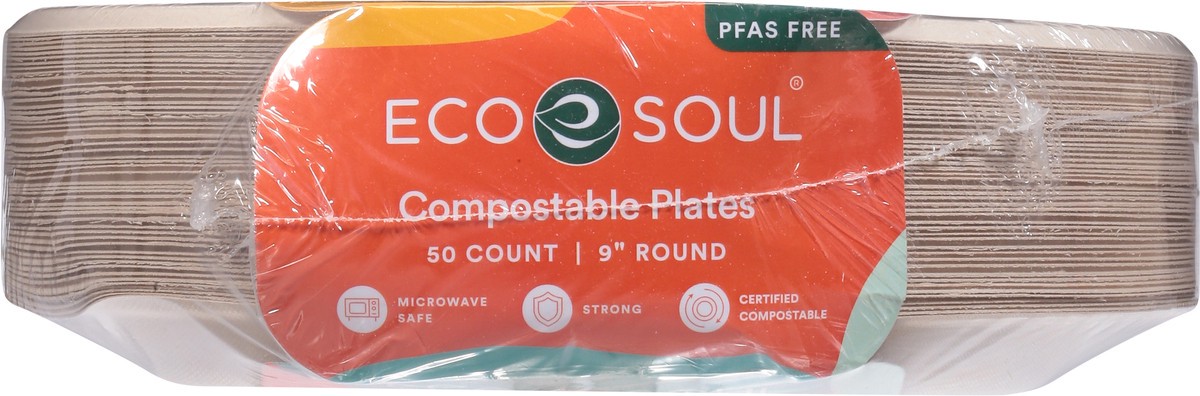 PFAS FREE
ECO SOUL®
Compostable Plates
50 COUNT | 9" ROUND
MICROWAVE
SAFE
STRONG
CERTIFIED
COMPOSTABLE